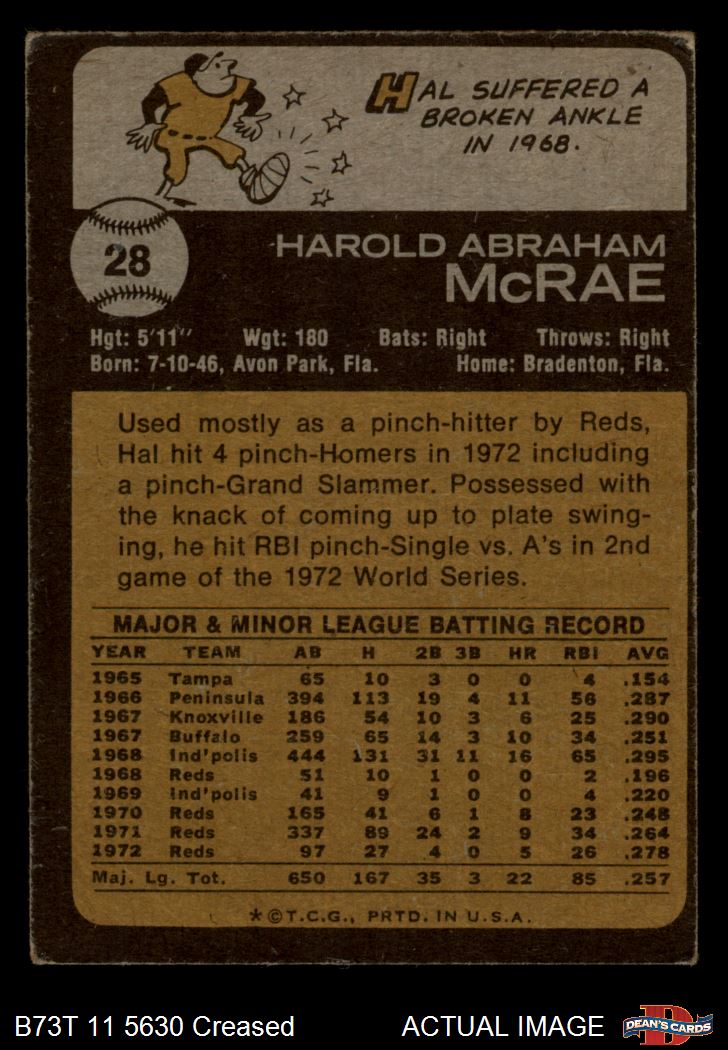 HAL SUFFERED A
BROKEN ANKLE
IN 1968.
28
HAROLD ABRAHAM
McRAE
Hgt: 5'11" Wgt: 180 Bats: Right Throws: Right
Born: 7-10-46, Avon Park, Fla. Home: Bradenton, Fla.
Used mostly as a pinch-hitter by Reds,
Hal hit 4 pinch-Homers in 1972 including
a pinch-Grand Slammer. Possessed with
the knack of coming up to plate swing-
ing, he hit RBI pinch-Single vs. A's in 2nd
game of the 1972 World Series.
MAJOR & MINOR LEAGUE BATTING RECORD
YEAR TEAM AB H 2B 3B HR RBI AVG
1965 Tampa 65 10 3 0 0 4 .154
1966 Peninsula 394 113 19 4 11 56 .287
1967 Knoxville 186 54 10 3 6 25 .290
1967 Buffalo 259 65 14 3 10 34 .251
1968 Ind'polis 444 131 31 11 16 65 .295
1968 Reds 51 10 1 0 0 2 .196
1969 Ind'polis 41 9 1 0 0 4 .220
1970 Reds 165 41 6 1 8 23 .248
1971 Reds 337 89 24 2 9 34 .264
1972 Reds 97 27 4 0 5 26 .278
Maj. Lg. Tot. 650 167 35 3 22 85 .257
*©T.C.G., PRTD. IN U.S.A.
B73T 11 5630 Creased ACTUAL IMAGE
D
DEAN'S CARDS